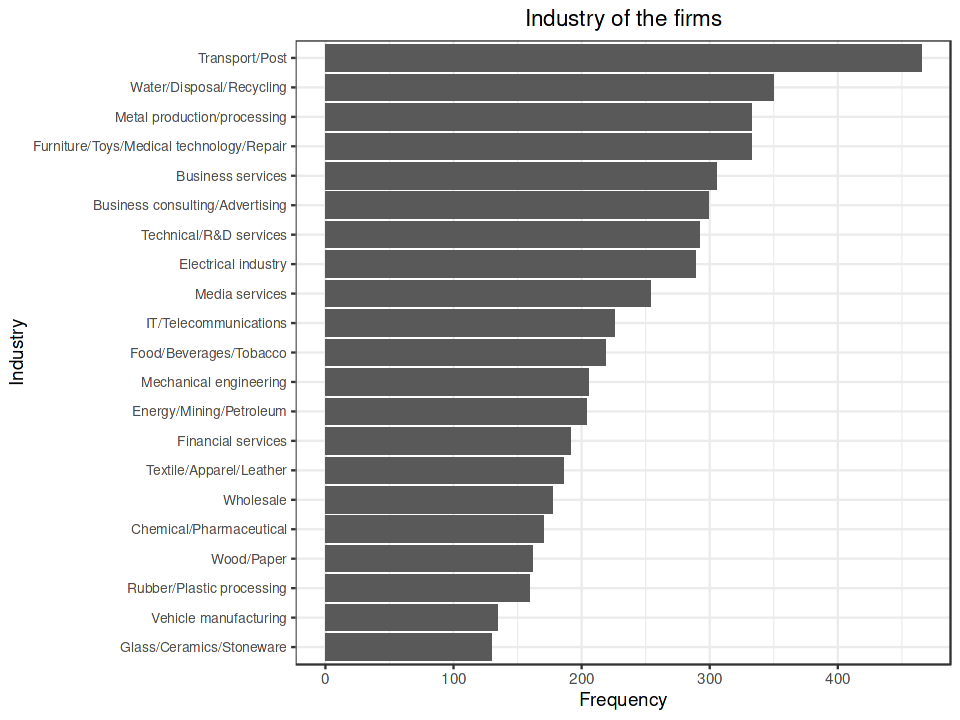 Industry of the firms
Transport/Post
Water/Disposal/Recycling
Metal production/processing
Furniture/Toys/Medical technology/Repair
Business services
Business consulting/Advertising
Technical/R&D services
Electrical industry
Media services
IT/Telecommunications
Food/Beverages/Tobacco
Mechanical engineering
Energy/Mining/Petroleum
Financial services
Textile/Apparel/Leather
Wholesale
Chemical/Pharmaceutical
Wood/Paper
Rubber/Plastic processing
Vehicle manufacturing
Glass/Ceramics/Stoneware
Industry
0 100 200 300 400
Frequency